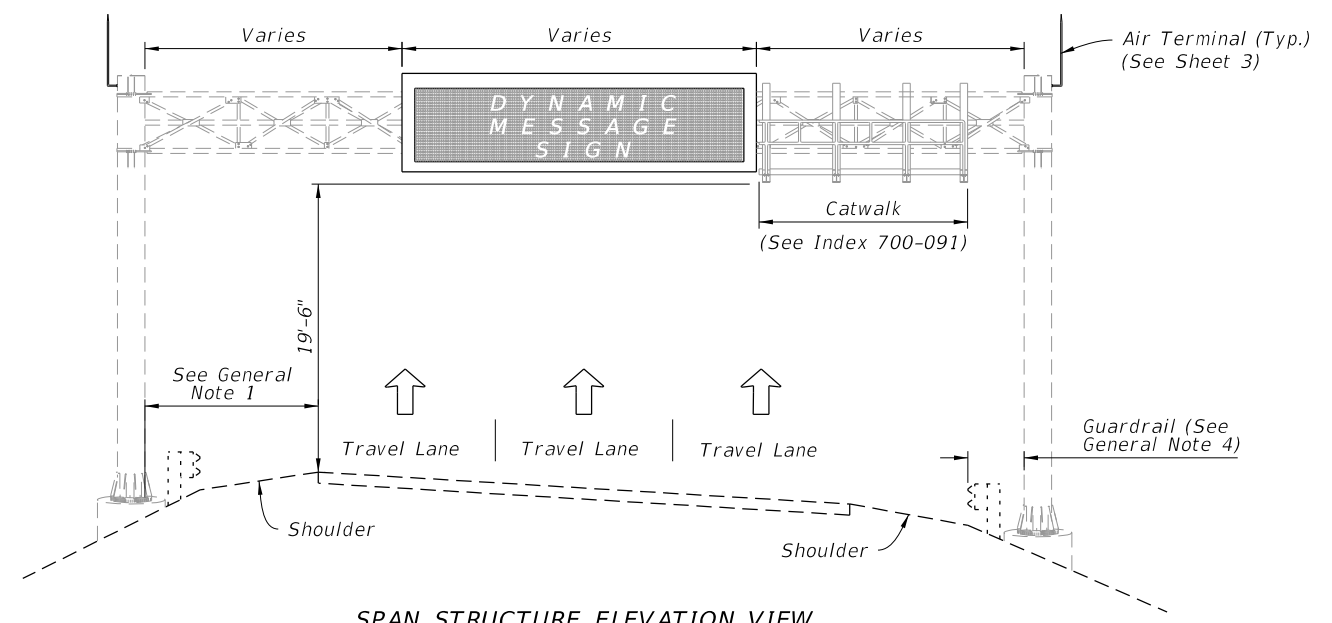 Varies
Varies
Varies
Air Terminal (Typ.)
(See Sheet 3)
DYNAMIC
MESSAGE
SIGN
Catwalk
(See Index 700-091)
19'-6"
See General
Note 1
Travel Lane
Travel Lane
Travel Lane
Guardrail (See
General Note 4)
Shoulder
Shoulder
SPAN STRUCTURE ELEVATION VIEW